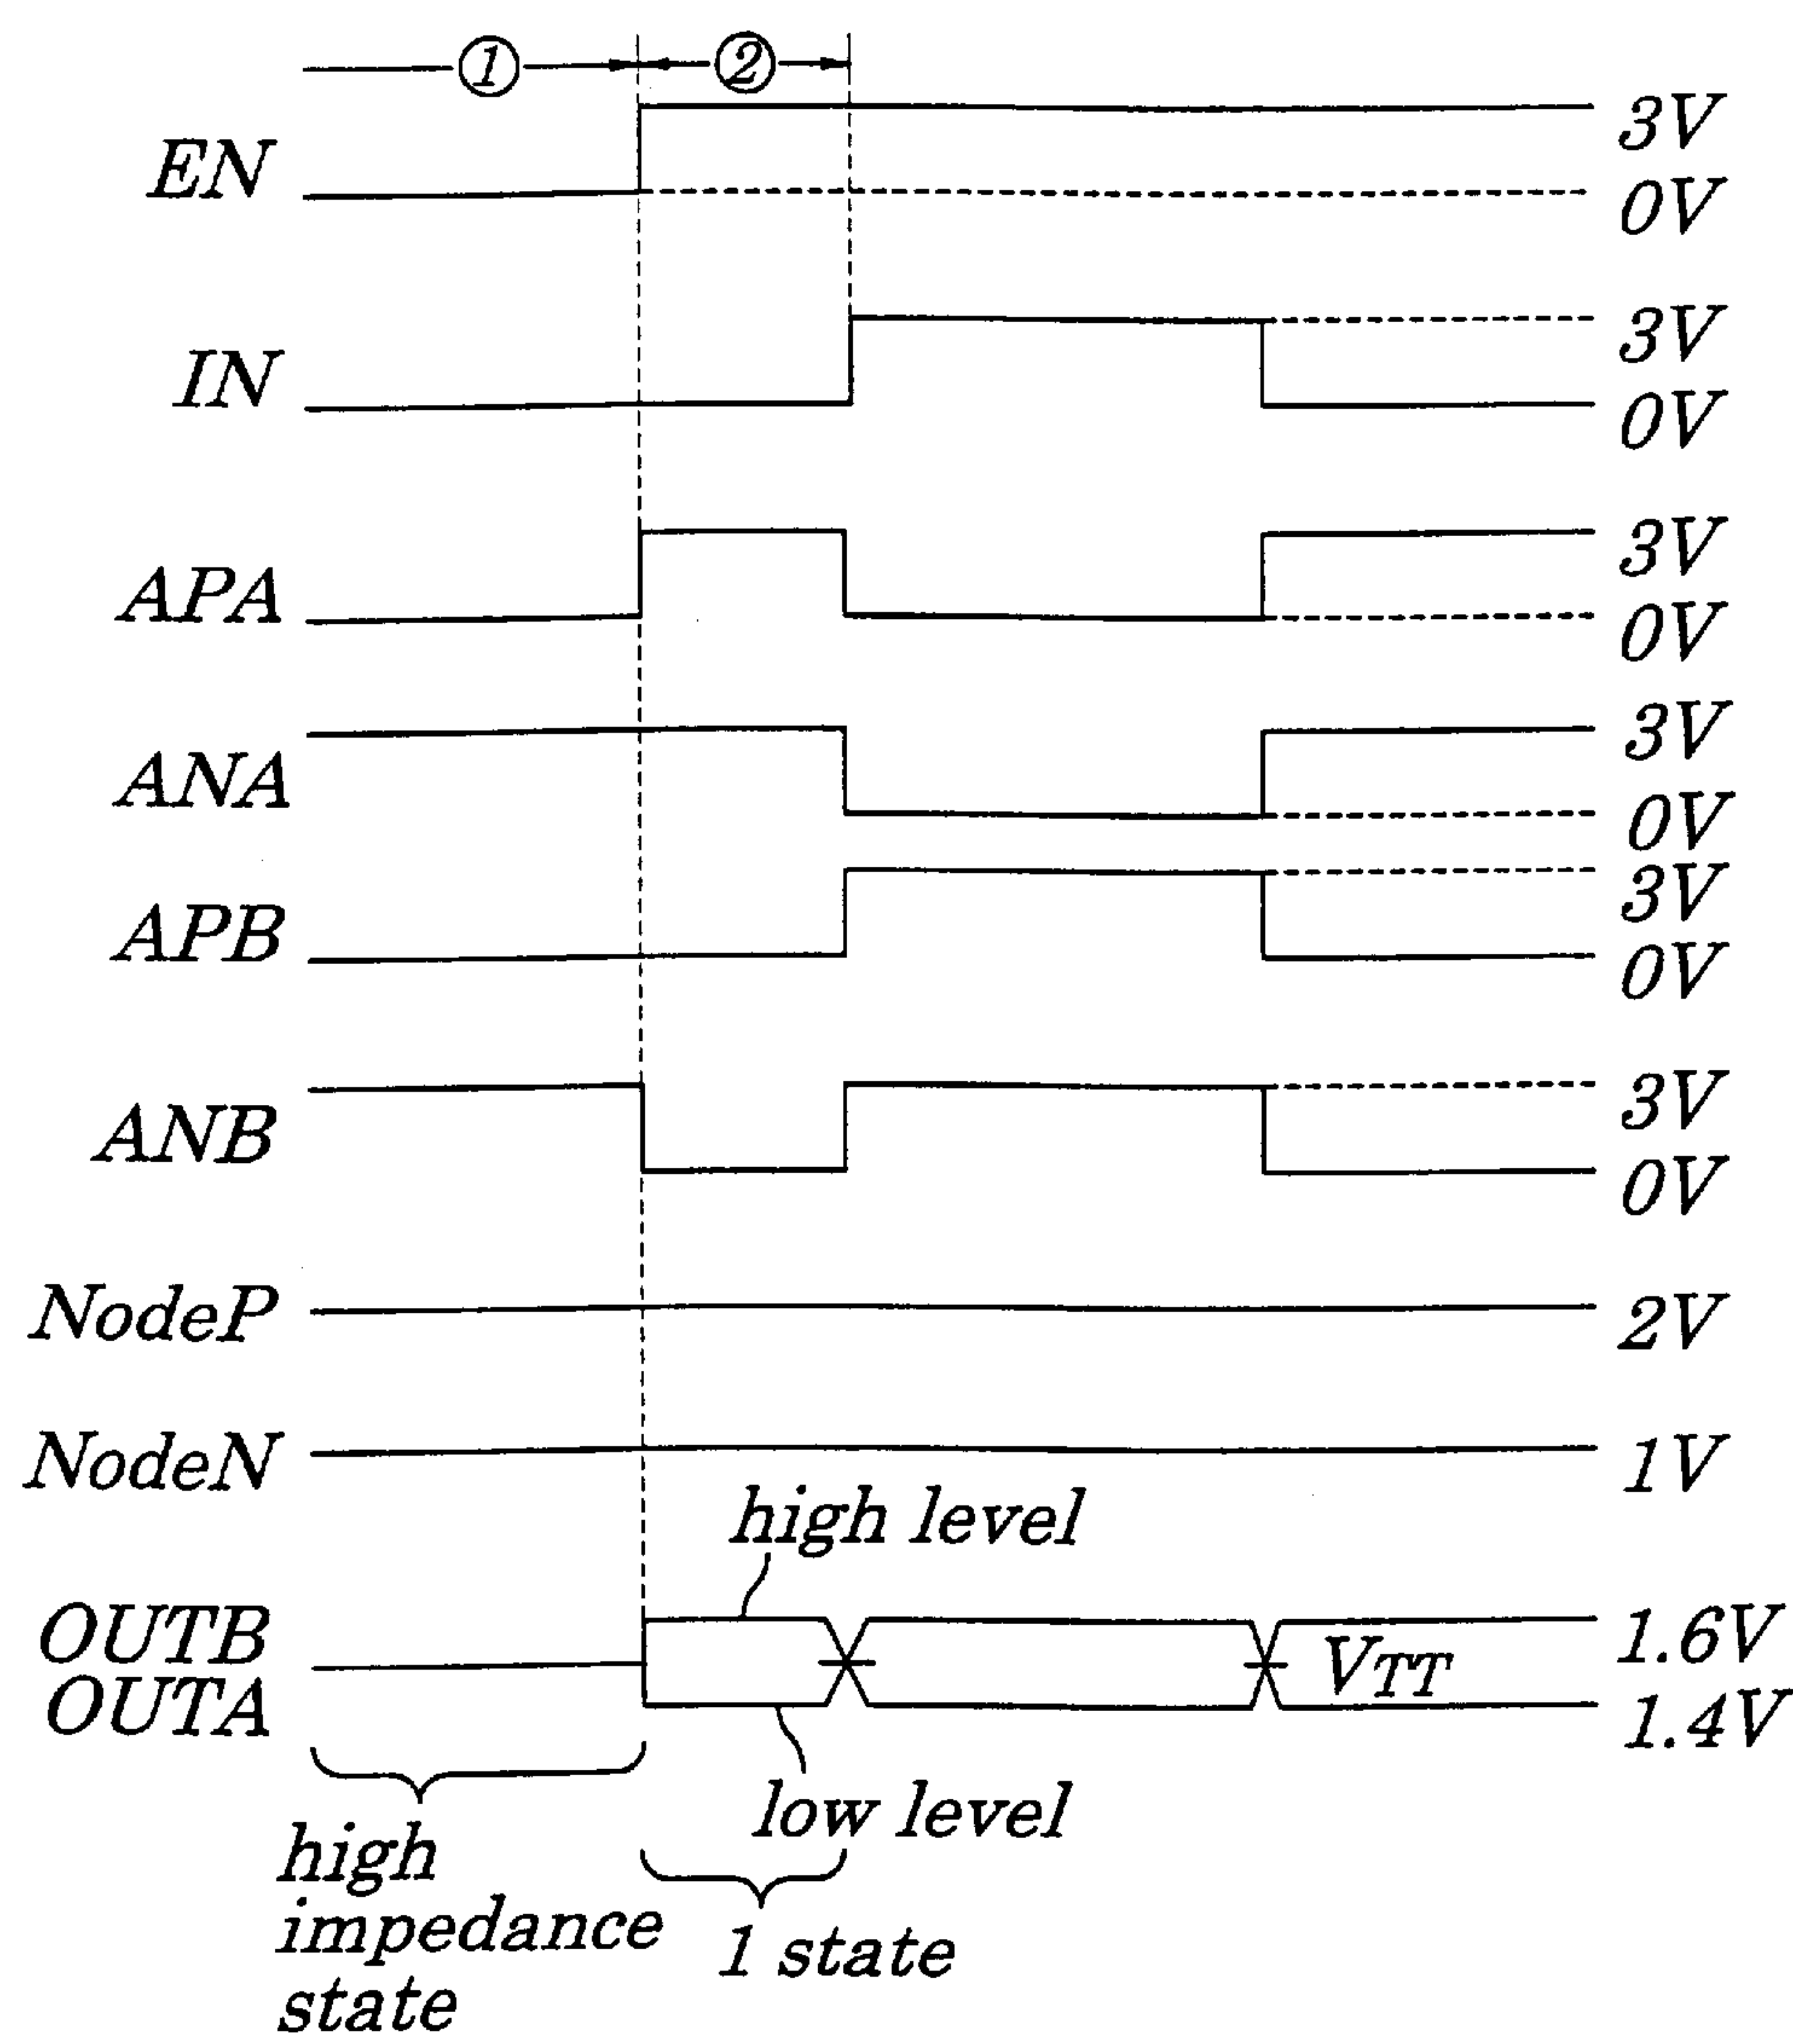 ① ②
EN 3V
0V
IN 3V
0V
APA 3V
0V
ANA 3V
0V
APB 3V
0V
ANB 3V
0V
NodeP 2V
NodeN 1V
high level
OUTB 1.6V
VTT
OUTA 1.4V
low level
high
impedance
state
1 state